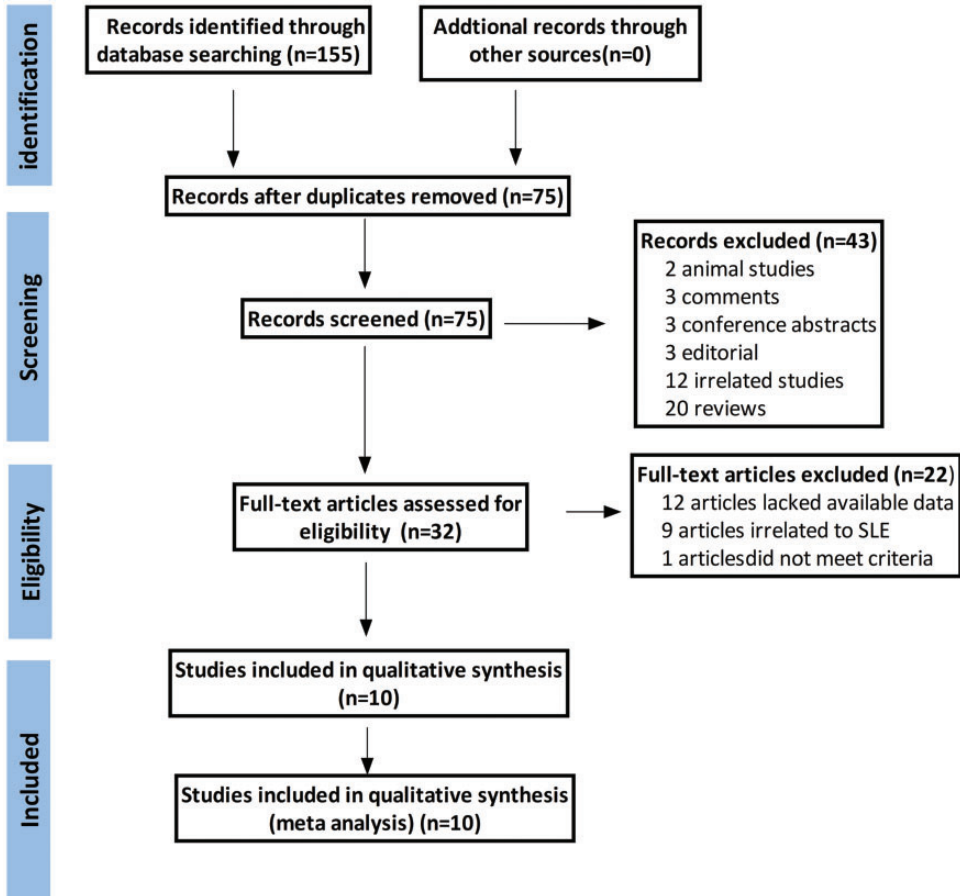 identification
Records identified through
database searching (n=155)
Addtional records through
other sources(n=0)
Records after duplicates removed (n=75)
Screening
Records screened (n=75)
Records excluded (n=43)
2 animal studies
3 comments
3 conference abstracts
3 editorial
12 irrelated studies
20 reviews
Eligibility
Full-text articles assessed for
eligibility (n=32)
Full-text articles excluded (n=22)
12 articles lacked available data
9 articles irrelated to SLE
1 articlesdid not meet criteria
Included
Studies included in qualitative synthesis
(n=10)
Studies included in qualitative synthesis
(meta analysis) (n=10)